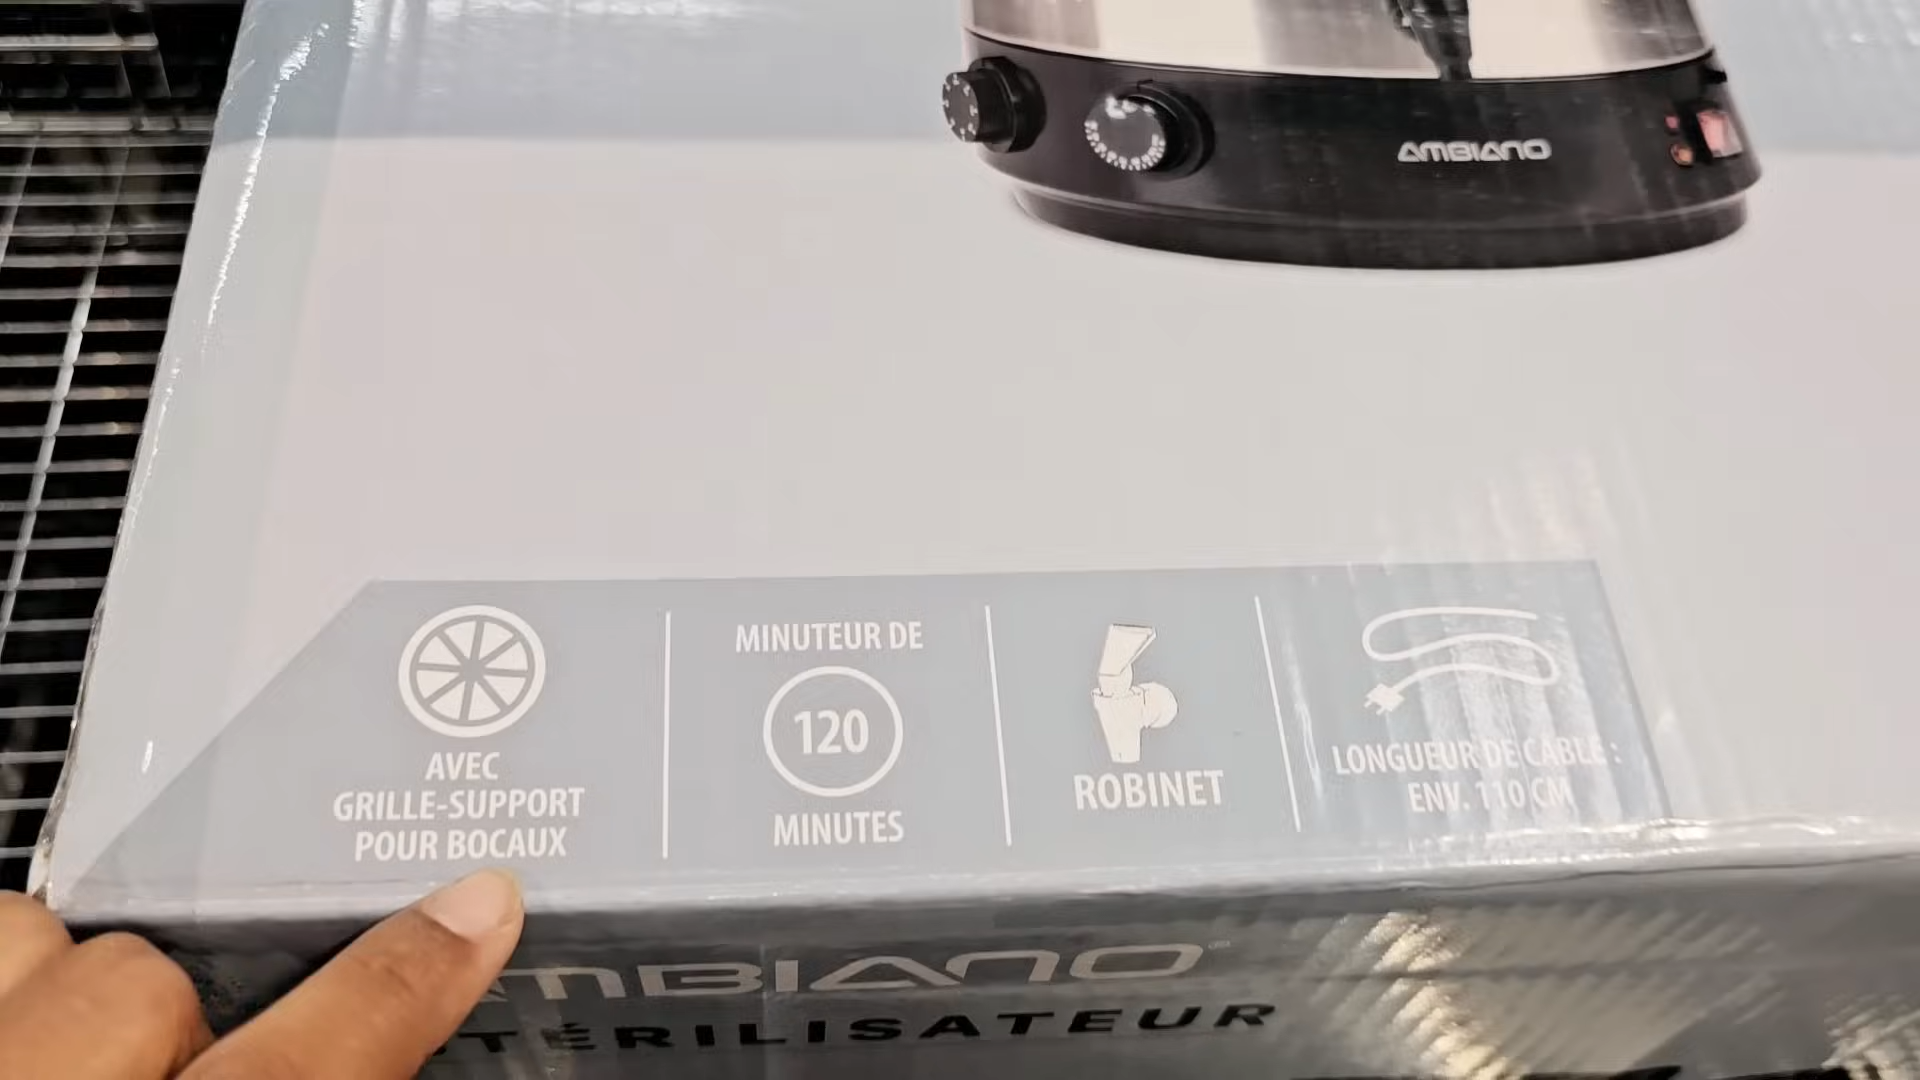 AMBIANO
AVEC
GRILLE-SUPPORT
POUR BOCAUX
MINUTEUR DE
120
MINUTES
ROBINET
LONGUEUR DE CÂBLE :
ENV. 110 CM
AMBIANO
STÉRILISATEUR